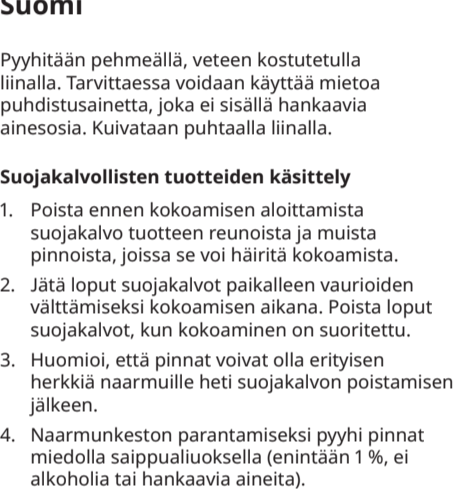 Suomi
Pyyhitään pehmeällä, veteen kostutetulla
liinalla. Tarvittaessa voidaan käyttää mietoa
puhdistusainetta, joka ei sisällä hankaavia
ainesosia. Kuivataan puhtaalla liinalla.
Suojakalvollisten tuotteiden käsittely
1. Poista ennen kokoamisen aloittamista
suojakalvo tuotteen reunoista ja muista
pinnoista, joissa se voi häiritä kokoamista.
2. Jätä loput suojakalvot paikalleen vaurioiden
välttämiseksi kokoamisen aikana. Poista loput
suojakalvot, kun kokoaminen on suoritettu.
3. Huomioi, että pinnat voivat olla erityisen
herkkiä naarmuille heti suojakalvon poistamisen
jälkeen.
4. Naarmunkeston parantamiseksi pyyhi pinnat
miedolla saippualiuoksella (enintään 1 %, ei
alkoholia tai hankaavia aineita).